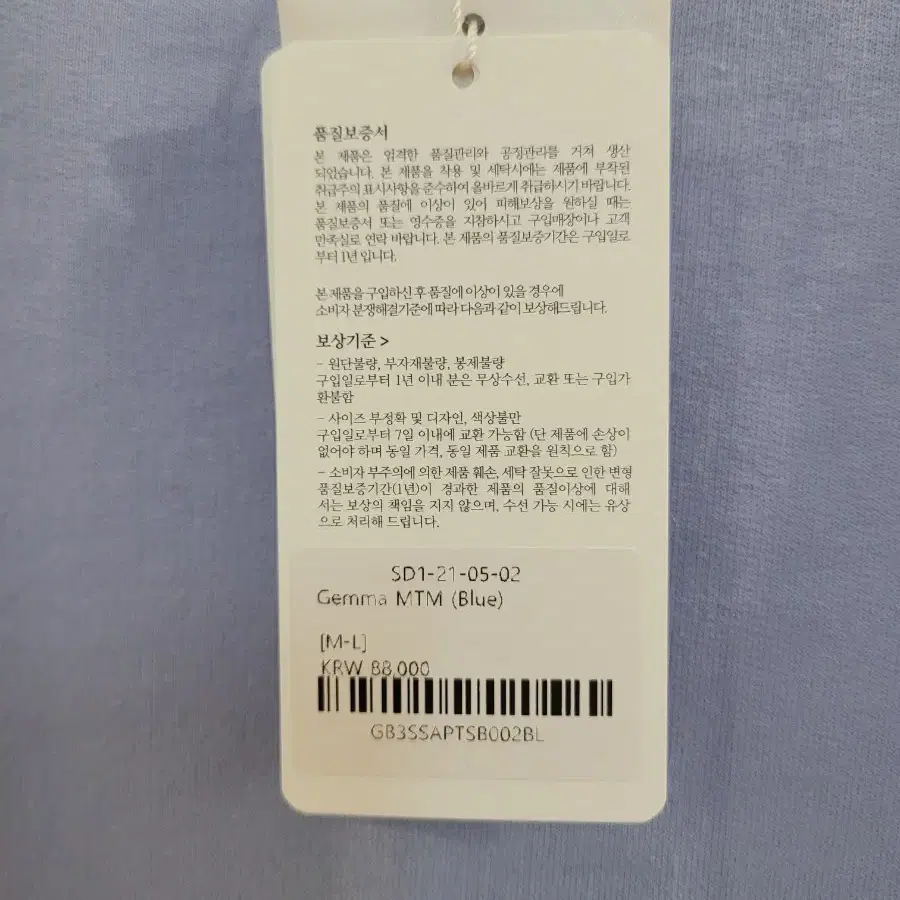 품질보증서
본 제품은 엄격한 품질관리와 공정관리를 거쳐 생산
되었습니다. 본 제품을 착용 및 세탁시에는 제품에 부착된
취급주의 표시사항을 준수하여 올바르게 취급하시기 바랍니다.
본 제품의 품질에 이상이 있어 피해보상을 원하실 때는
품질보증서 또는 영수증을 지참하시고 구입매장이나 고객
만족실로 연락 바랍니다. 본 제품의 품질보증기간은 구입일로
부터 1년 입니다.
본 제품을 구입하신 후 품질에 이상이 있을 경우에
소비자 분쟁해결기준에 따라 다음과 같이 보상해드립니다.
보상기준 >
- 원단불량, 부자재불량, 봉제불량
구입일로부터 1년 이내 분은 무상수선, 교환 또는 구입가
환불함
- 사이즈 부정확 및 디자인, 색상불만
구입일로부터 7일 이내에 교환 가능함 (단 제품에 손상이
없어야 하며 동일 가격, 동일 제품 교환을 원칙으로 함)
- 소비자 부주의에 의한 제품 훼손, 세탁 잘못으로 인한 변형
품질보증기간(1년)이 경과한 제품의 품질이상에 대해
서는 보상의 책임을 지지 않으며, 수선 가능 시에는 유상
으로 처리해 드립니다.
SD1-21-05-02
Gemma MTM (Blue)
[M-L]
KRW 88,000
GB3SSAPTSB002BL